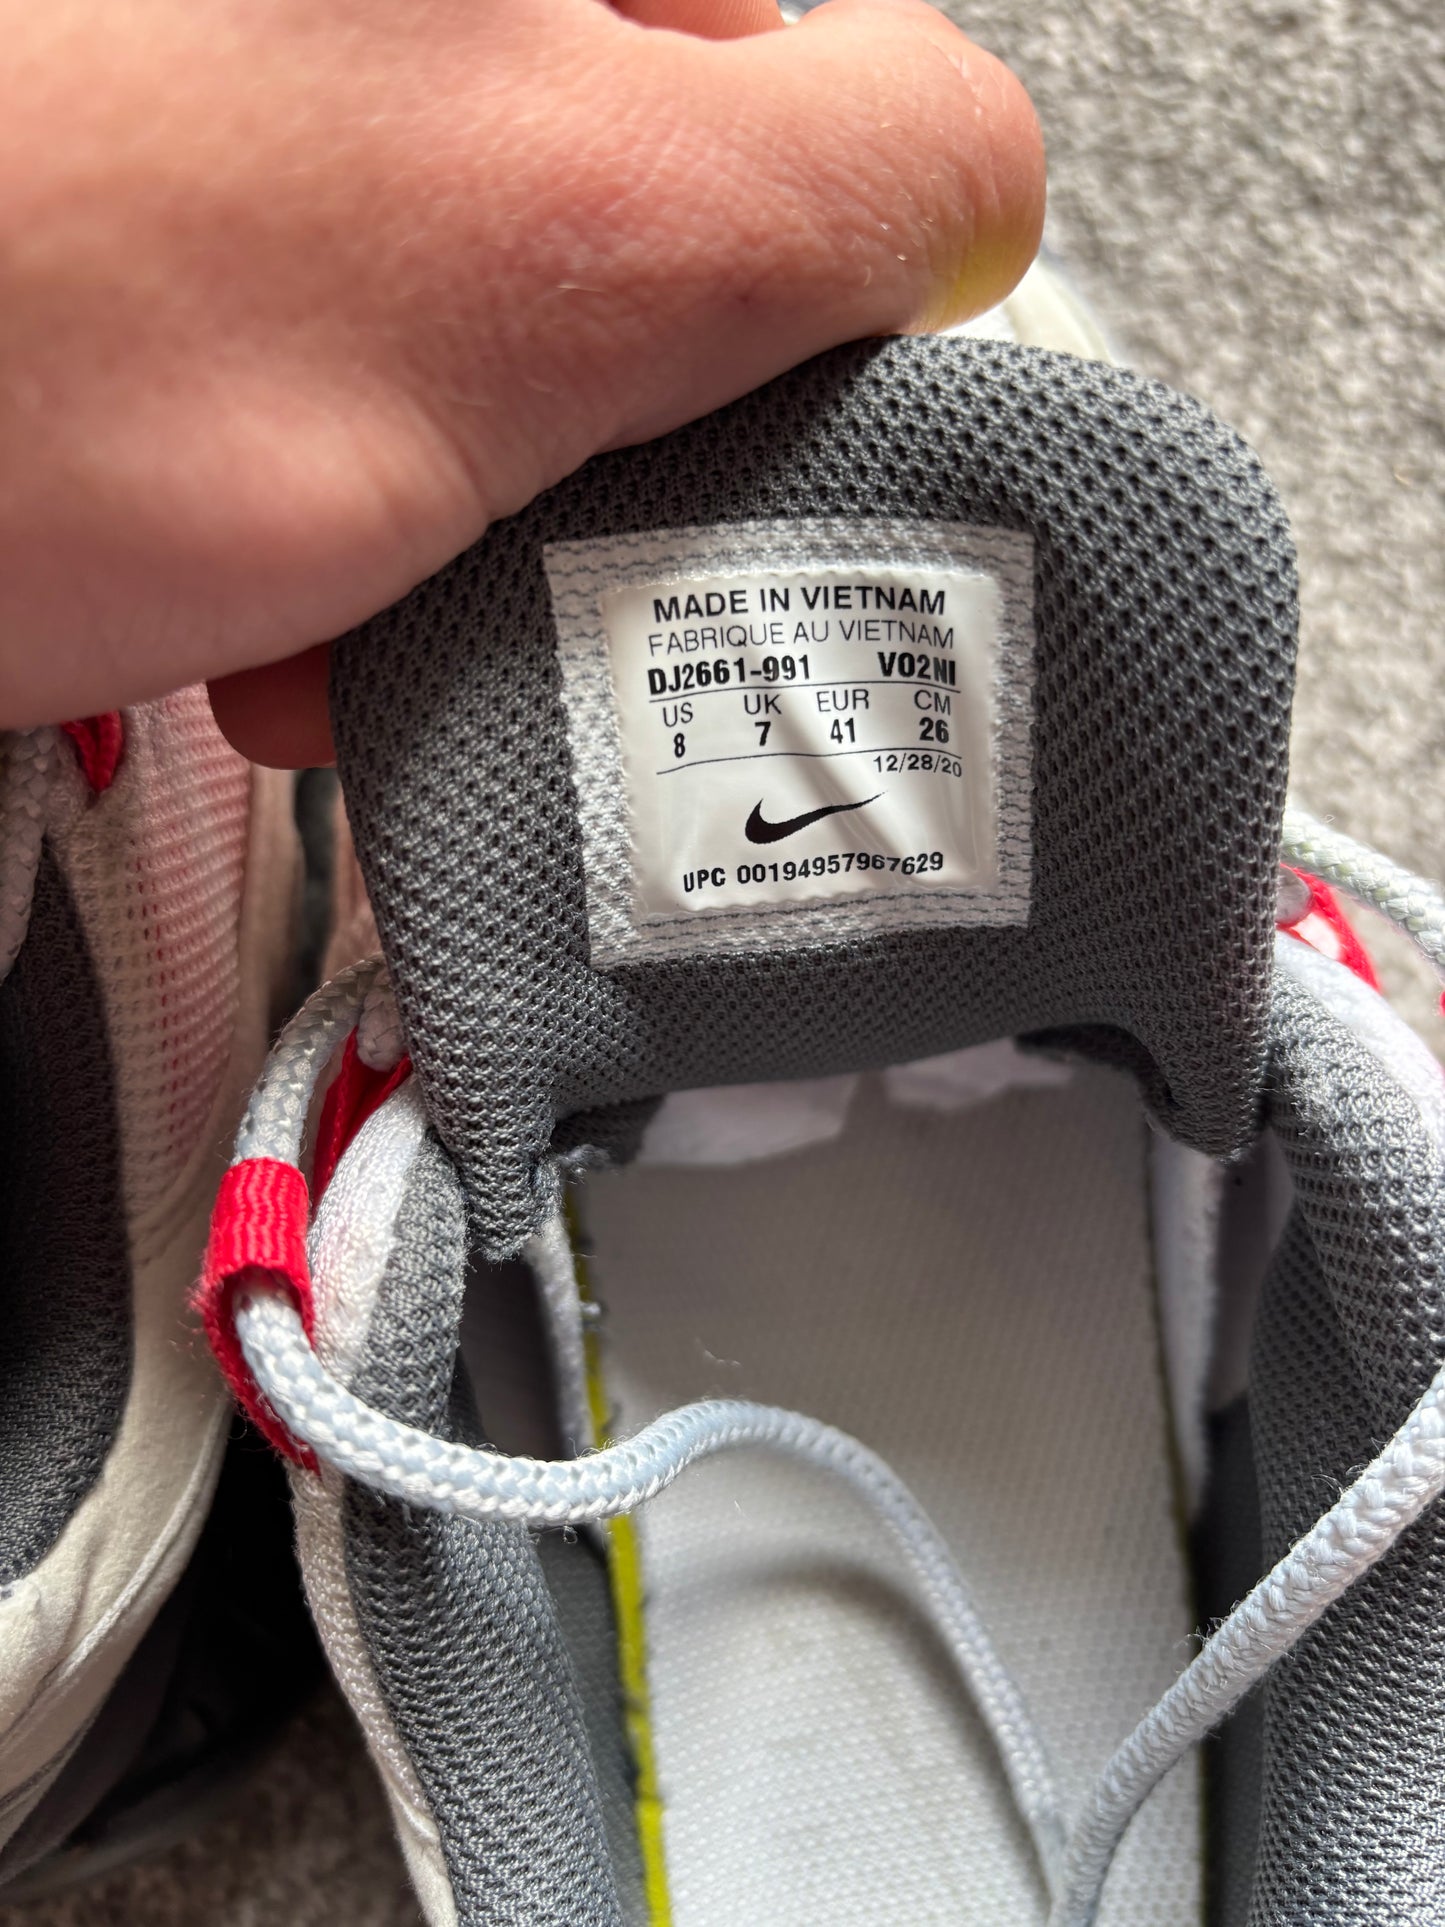 MADE IN VIETNAM
FABRIQUE AU VIETNAM
DJ2661-991 VO2NI
US UK EUR CM
8 7 41 26
12/28/20
UPC 00194957967629